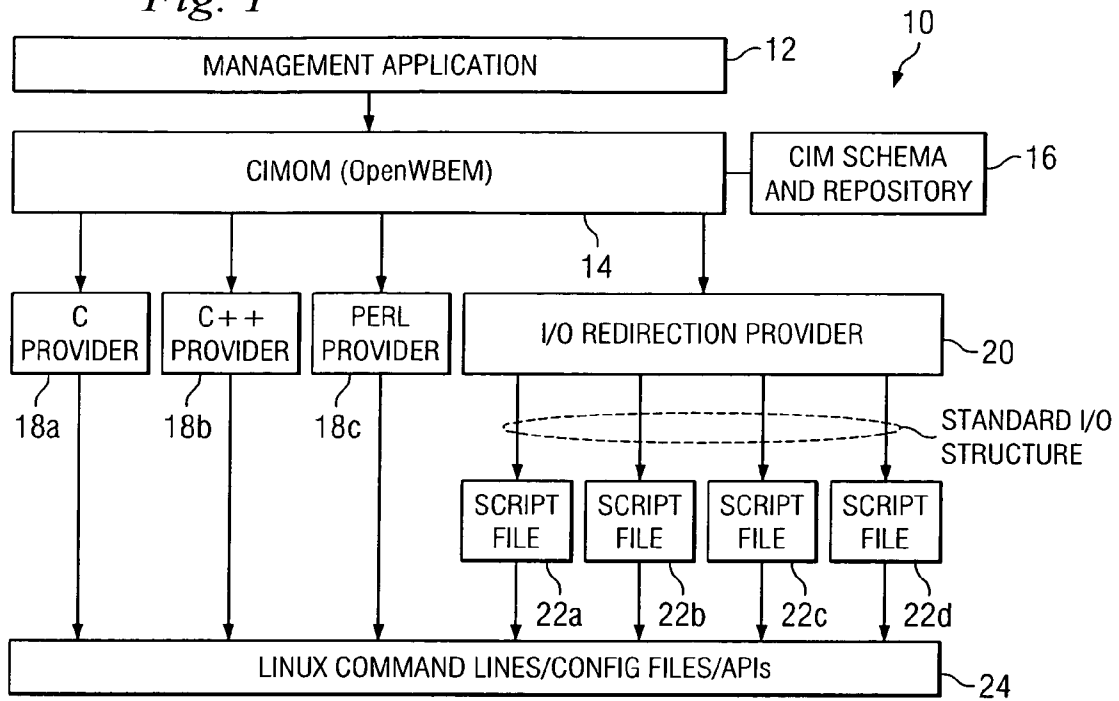 Fig. 1
10
MANAGEMENT APPLICATION
12
CIMOM (OpenWBEM)
CIM SCHEMA
AND REPOSITORY
16
14
C
PROVIDER
C++
PROVIDER
PERL
PROVIDER
I/O REDIRECTION PROVIDER
20
18a
18b
18c
STANDARD I/O
STRUCTURE
SCRIPT
FILE
SCRIPT
FILE
SCRIPT
FILE
SCRIPT
FILE
22a
22b
22c
22d
LINUX COMMAND LINES/CONFIG FILES/APIs
24